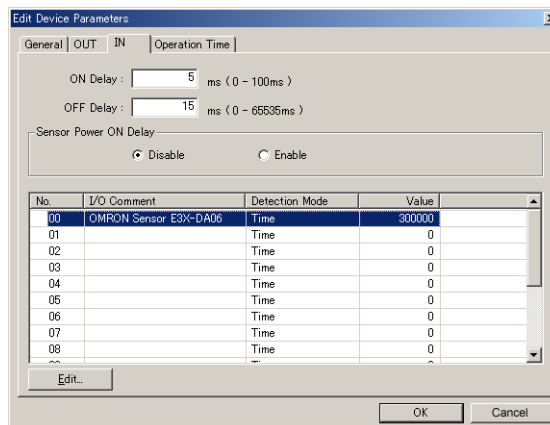 Edit Device Parameters
General OUT IN Operation Time
ON Delay : 5 ms ( 0 - 100ms )
OFF Delay : 15 ms ( 0 - 65535ms )
Sensor Power ON Delay
Disable Enable
No. I/O Comment Detection Mode Value
00 OMRON Sensor E3X-DA06 Time 300000
01 Time 0
02 Time 0
03 Time 0
04 Time 0
05 Time 0
06 Time 0
07 Time 0
08 Time 0
Edit...
OK Cancel